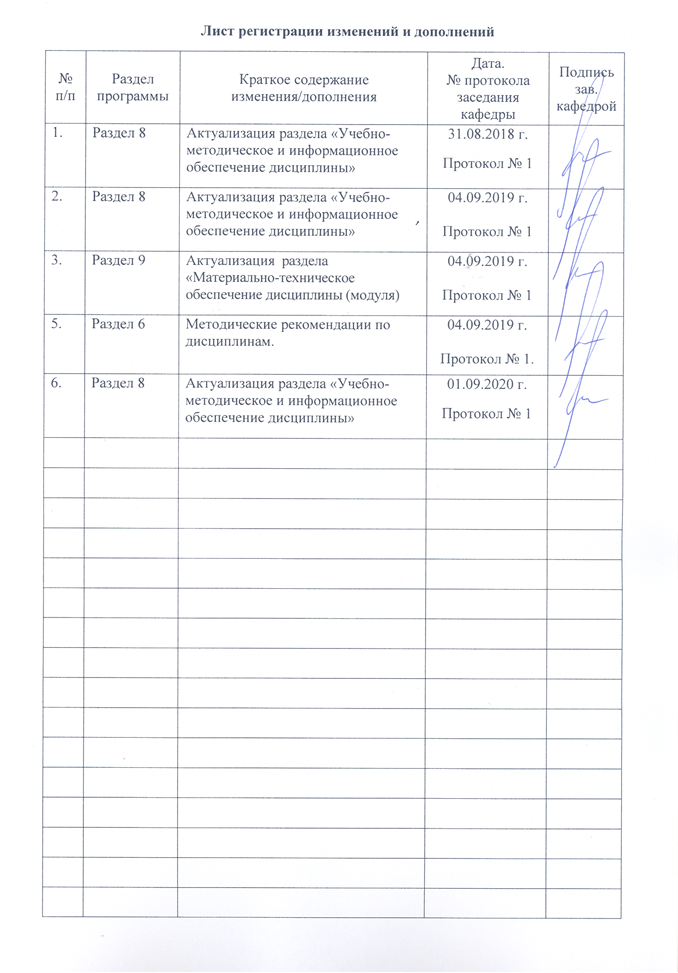 Лист регистрации изменений и дополнений
№
п/п
Раздел
программы
Краткое содержание
изменения/дополнения
Дата.
№ протокола
заседания
кафедры
Подпись
зав.
кафедрой
1.
Раздел 8
Актуализация раздела «Учебно-
методическое и информационное
обеспечение дисциплины»
31.08.2018 г.
Протокол № 1
2.
Раздел 8
Актуализация раздела «Учебно-
методическое и информационное
обеспечение дисциплины»
04.09.2019 г.
Протокол № 1
3.
Раздел 9
Актуализация раздела
«Материально-техническое
обеспечение дисциплины (модуля)
04.09.2019 г.
Протокол № 1
5.
Раздел 6
Методические рекомендации по
дисциплинам.
04.09.2019 г.
Протокол № 1.
6.
Раздел 8
Актуализация раздела «Учебно-
методическое и информационное
обеспечение дисциплины»
01.09.2020 г.
Протокол № 1